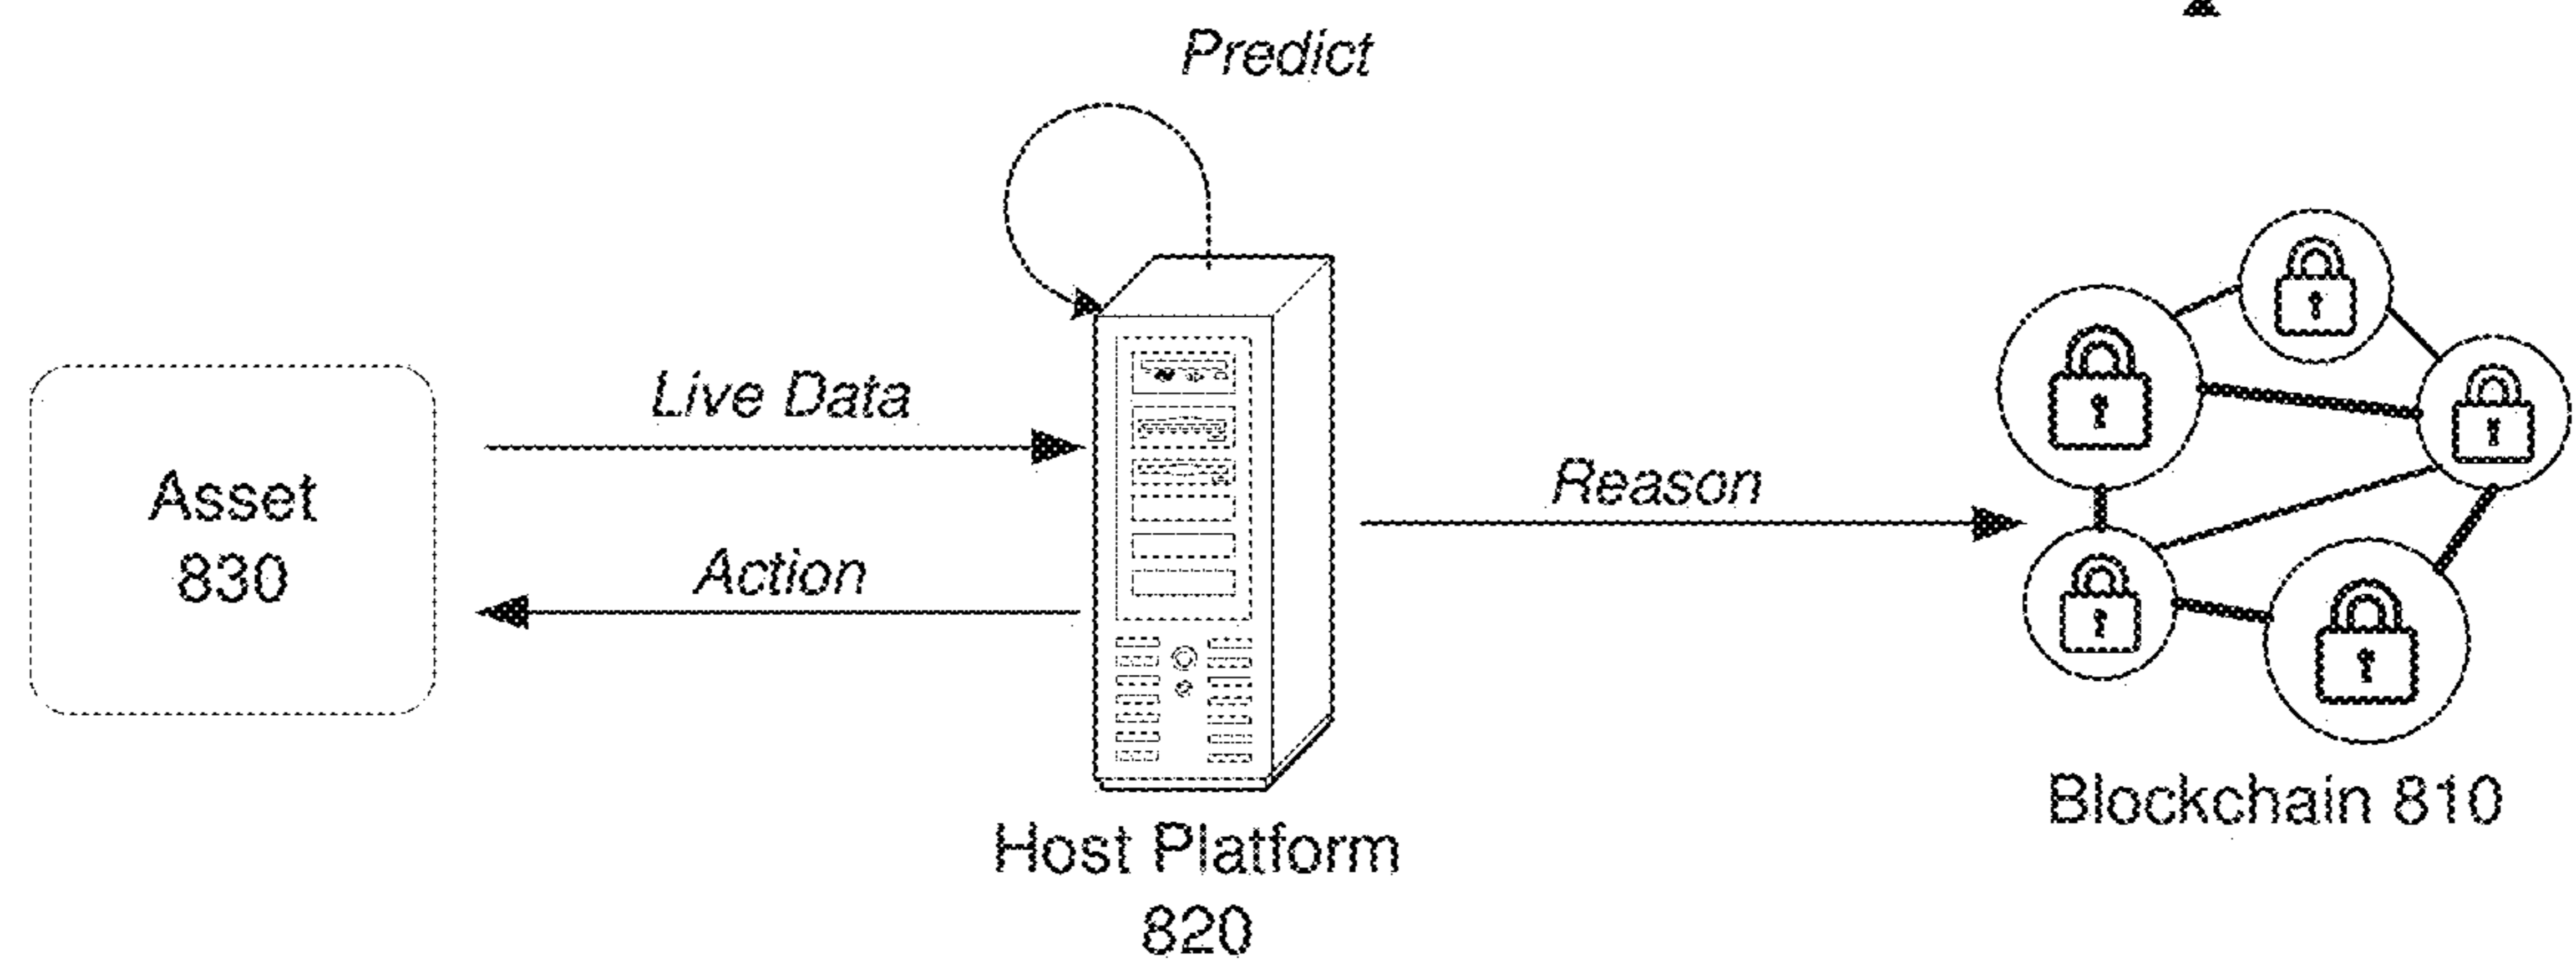 Predict
Live Data
Asset
830
Action
Reason
Host Platform
820
Blockchain 810